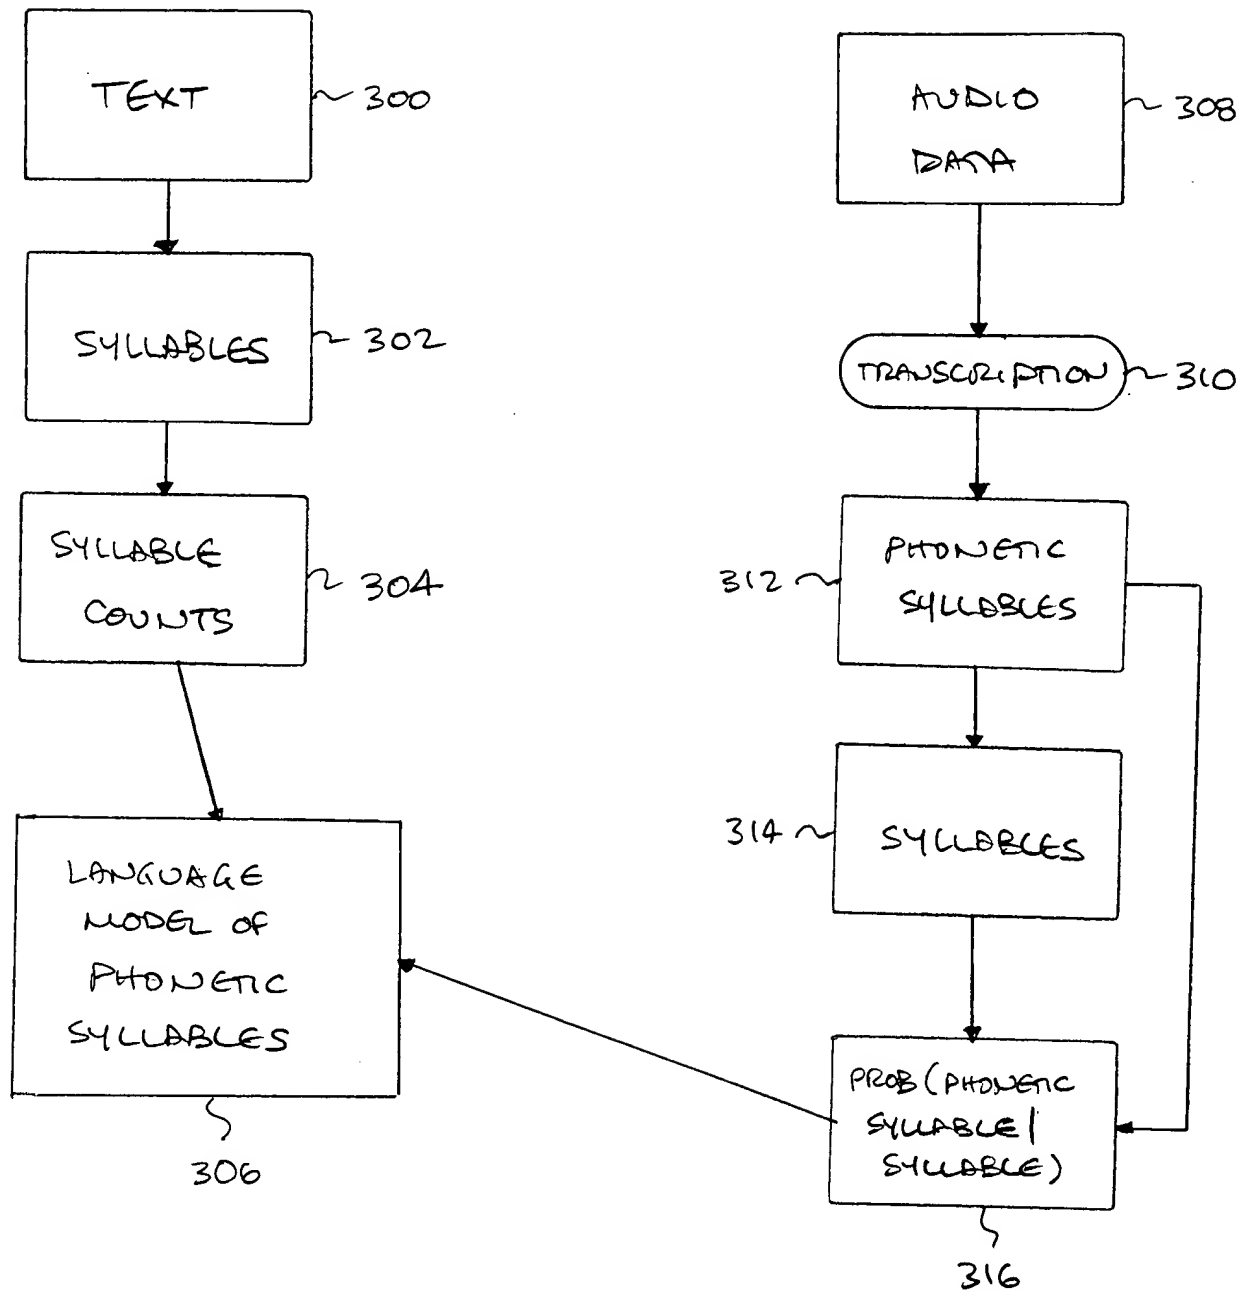 TEXT
300
SYLLABLES
302
SYLLABLE
COUNTS
304
LANGUAGE
MODEL OF
PHONETIC
SYLLABLES
306
AUDIO
DATA
308
TRANSCRIPTION
310
PHONETIC
SYLLABLES
312
SYLLABLES
314
PROB (PHONETIC
SYLLABLE |
SYLLABLE)
316